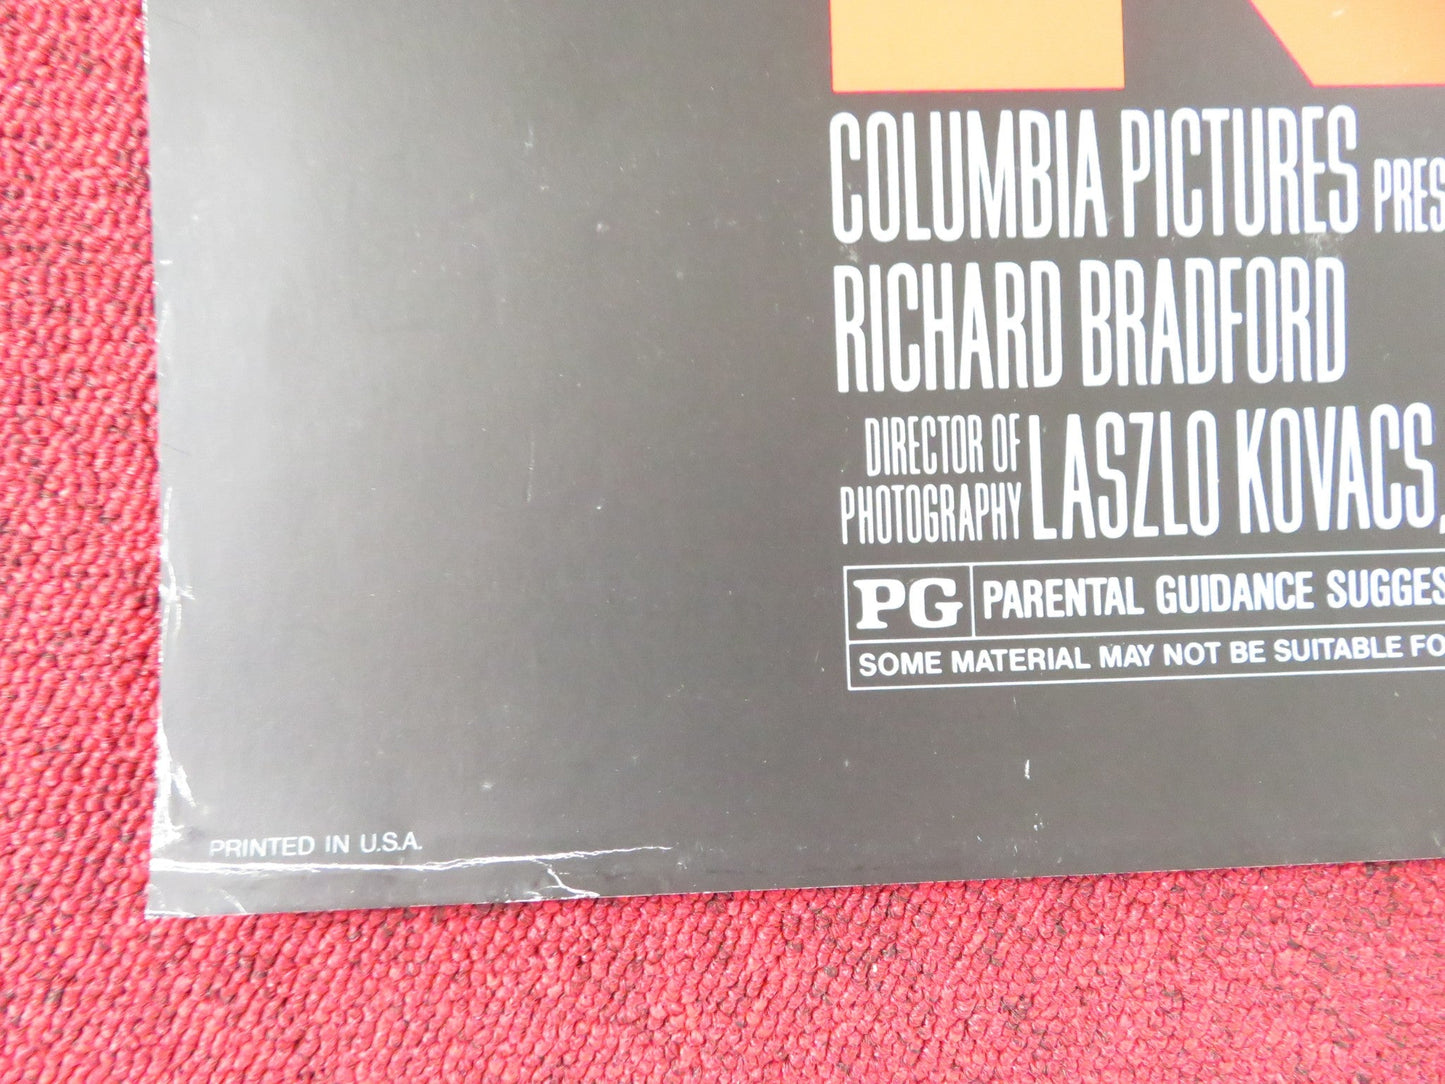 COLUMBIA PICTURES PRES
RICHARD BRADFORD
DIRECTOR OF PHOTOGRAPHY LASZLO KOVACS,
PG PARENTAL GUIDANCE SUGGES
SOME MATERIAL MAY NOT BE SUITABLE FO
PRINTED IN U.S.A.